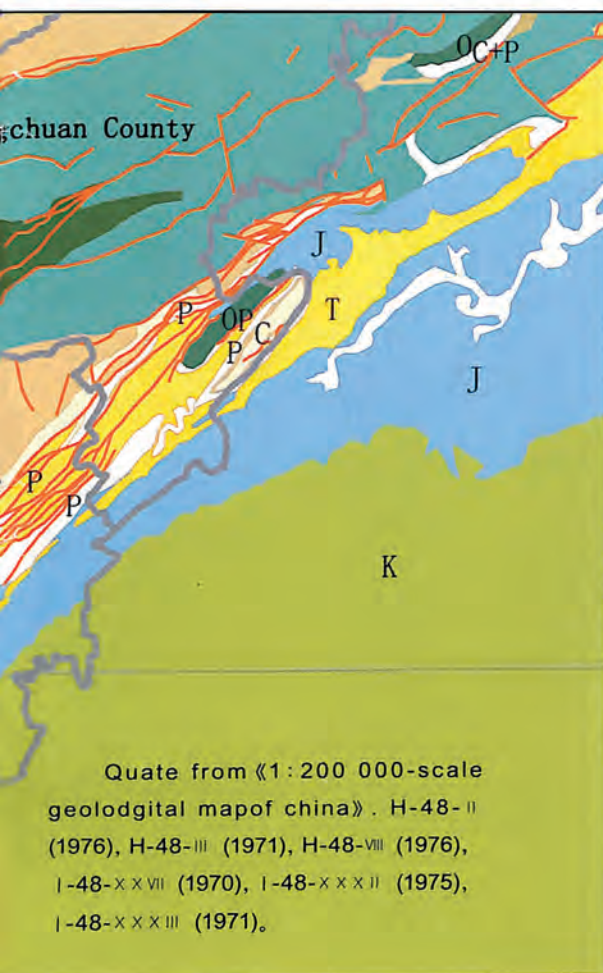 OC+P
chuan County
J
P
OP
T
P
C
J
P
P
K
Quate from《1:200 000-scale
geolodgital mapof china》. H-48-II
(1976), H-48-III (1971), H-48-VIII (1976),
I-48-XXVII (1970), I-48-XXXII (1975),
I-48-XXXIII (1971)。